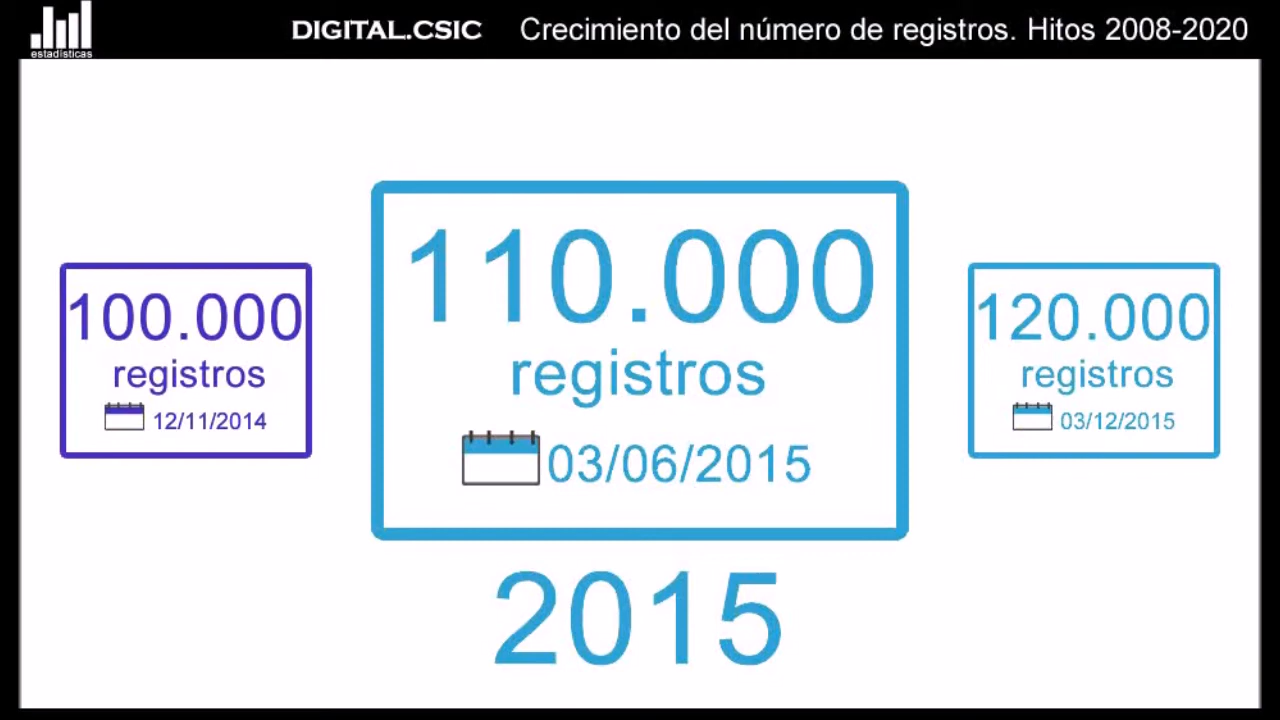 estadísticas
DIGITAL.CSIC Crecimiento del número de registros. Hitos 2008-2020
100.000
registros
12/11/2014
110.000
registros
03/06/2015
120.000
registros
03/12/2015
2015